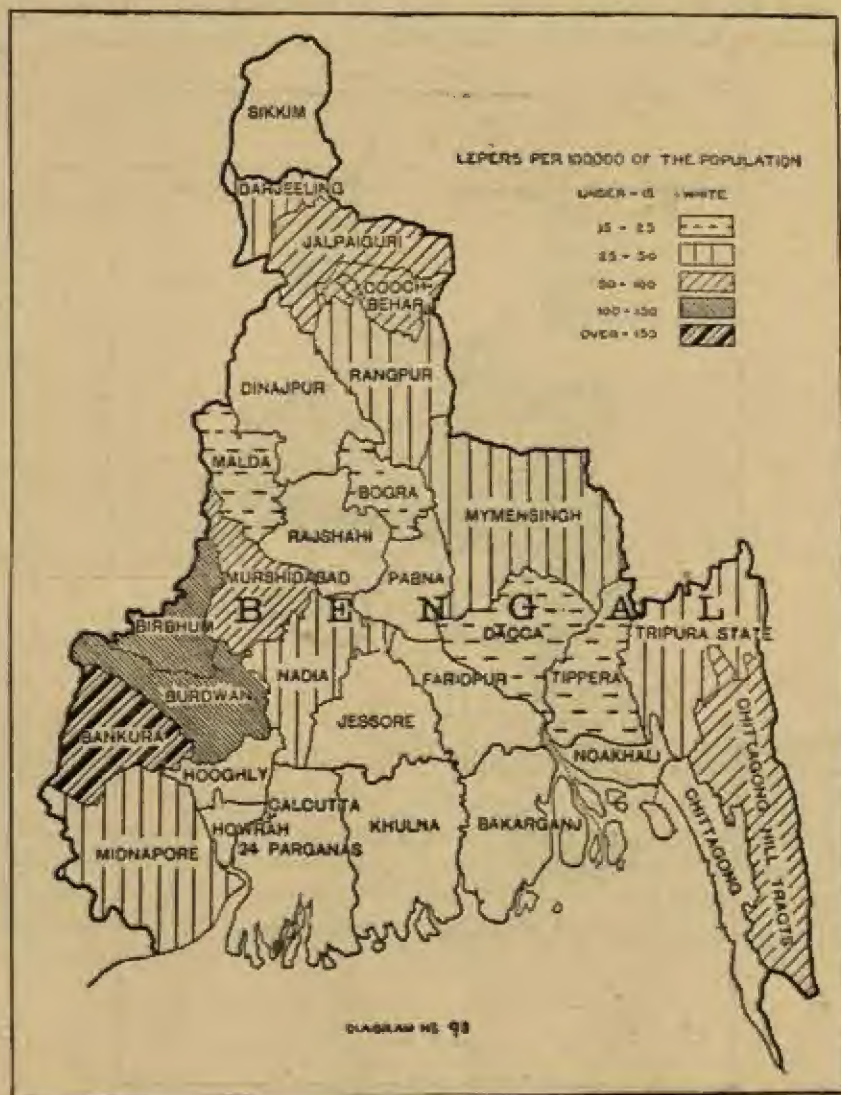 SIKKIM
LEPERS PER 100000 OF THE POPULATION
UNDER - 15 - WHITE
15 - 25
25 - 50
50 - 100
100 - 150
OVER - 150
DARJEELING
JALPAIGURI
COOCH
BEHAR
RANGPUR
DINAJPUR
MALDA
BOGRA
MYMENSINGH
RAJSHAHI
MURSHIDABAD
PABNA
BENGAL
BIRBHUM
DACCA
TRIPURA STATE
NADIA
FARIDPUR
TIPPERA
BURDWAN
JESSORE
BANKURA
NOAKHALI
CHITTAGONG HILL TRACTS
HOOGHLY
CALCUTTA
HOWRAH
KHULNA
BAKARGANJ
CHITTAGONG
24 PARGANAS
MIDNAPORE
DIAGRAM NO 93